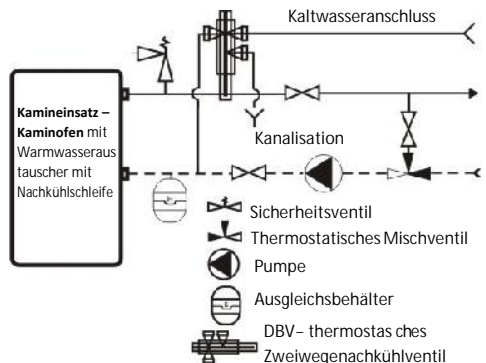 Kaltwasseranschluss
Kamineinsatz –
Kaminofen mit
Warmwasseraus
tauscher mit
Nachkühlschleife
Kanalisation
Sicherheitsventil
Thermostatisches Mischventil
Pumpe
Ausgleichsbehälter
DBV– thermostas ches
Zweiwegenachkühlventil